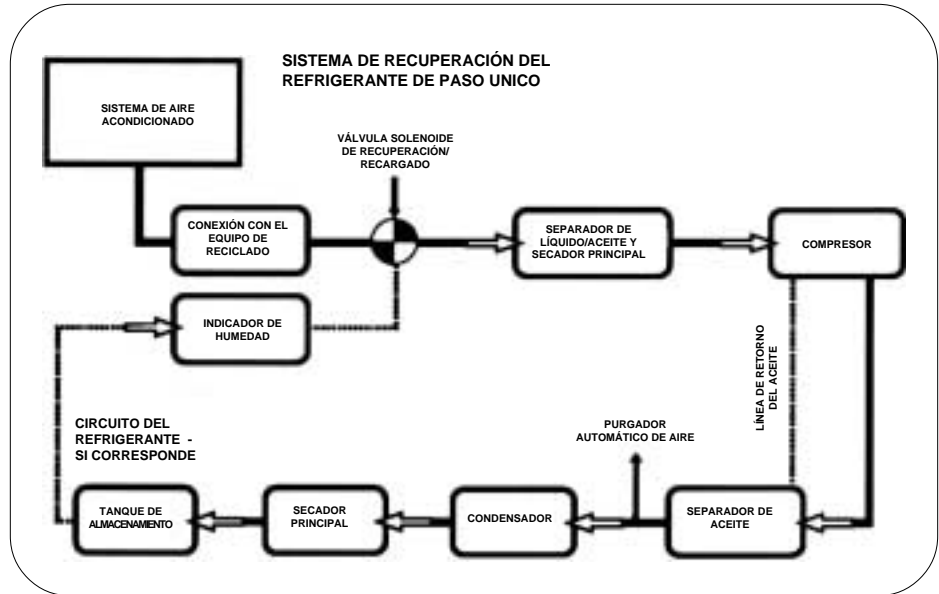 SISTEMA DE RECUPERACIÓN DEL
REFRIGERANTE DE PASO UNICO
SISTEMA DE AIRE
ACONDICIONADO
VÁLVULA SOLENOIDE
DE RECUPERACIÓN/
RECARGADO
CONEXIÓN CON EL
EQUIPO DE
RECICLADO
SEPARADOR DE
LÍQUIDO/ACEITE Y
SECADOR PRINCIPAL
COMPRESOR
INDICADOR DE
HUMEDAD
LÍNEA DE RETORNO
DEL ACEITE
CIRCUITO DEL
REFRIGERANTE -
SI CORRESPONDE
PURGADOR
AUTOMÁTICO DE AIRE
TANQUE DE
ALMACENAMIENTO
SECADOR
PRINCIPAL
CONDENSADOR
SEPARADOR DE
ACEITE